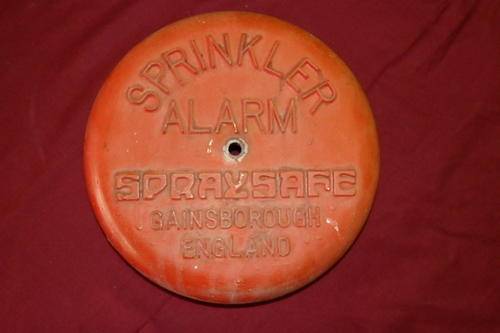 SPRINKLER
ALARM
SPRAYSAFE
GAINSBOROUGH
ENGLAND